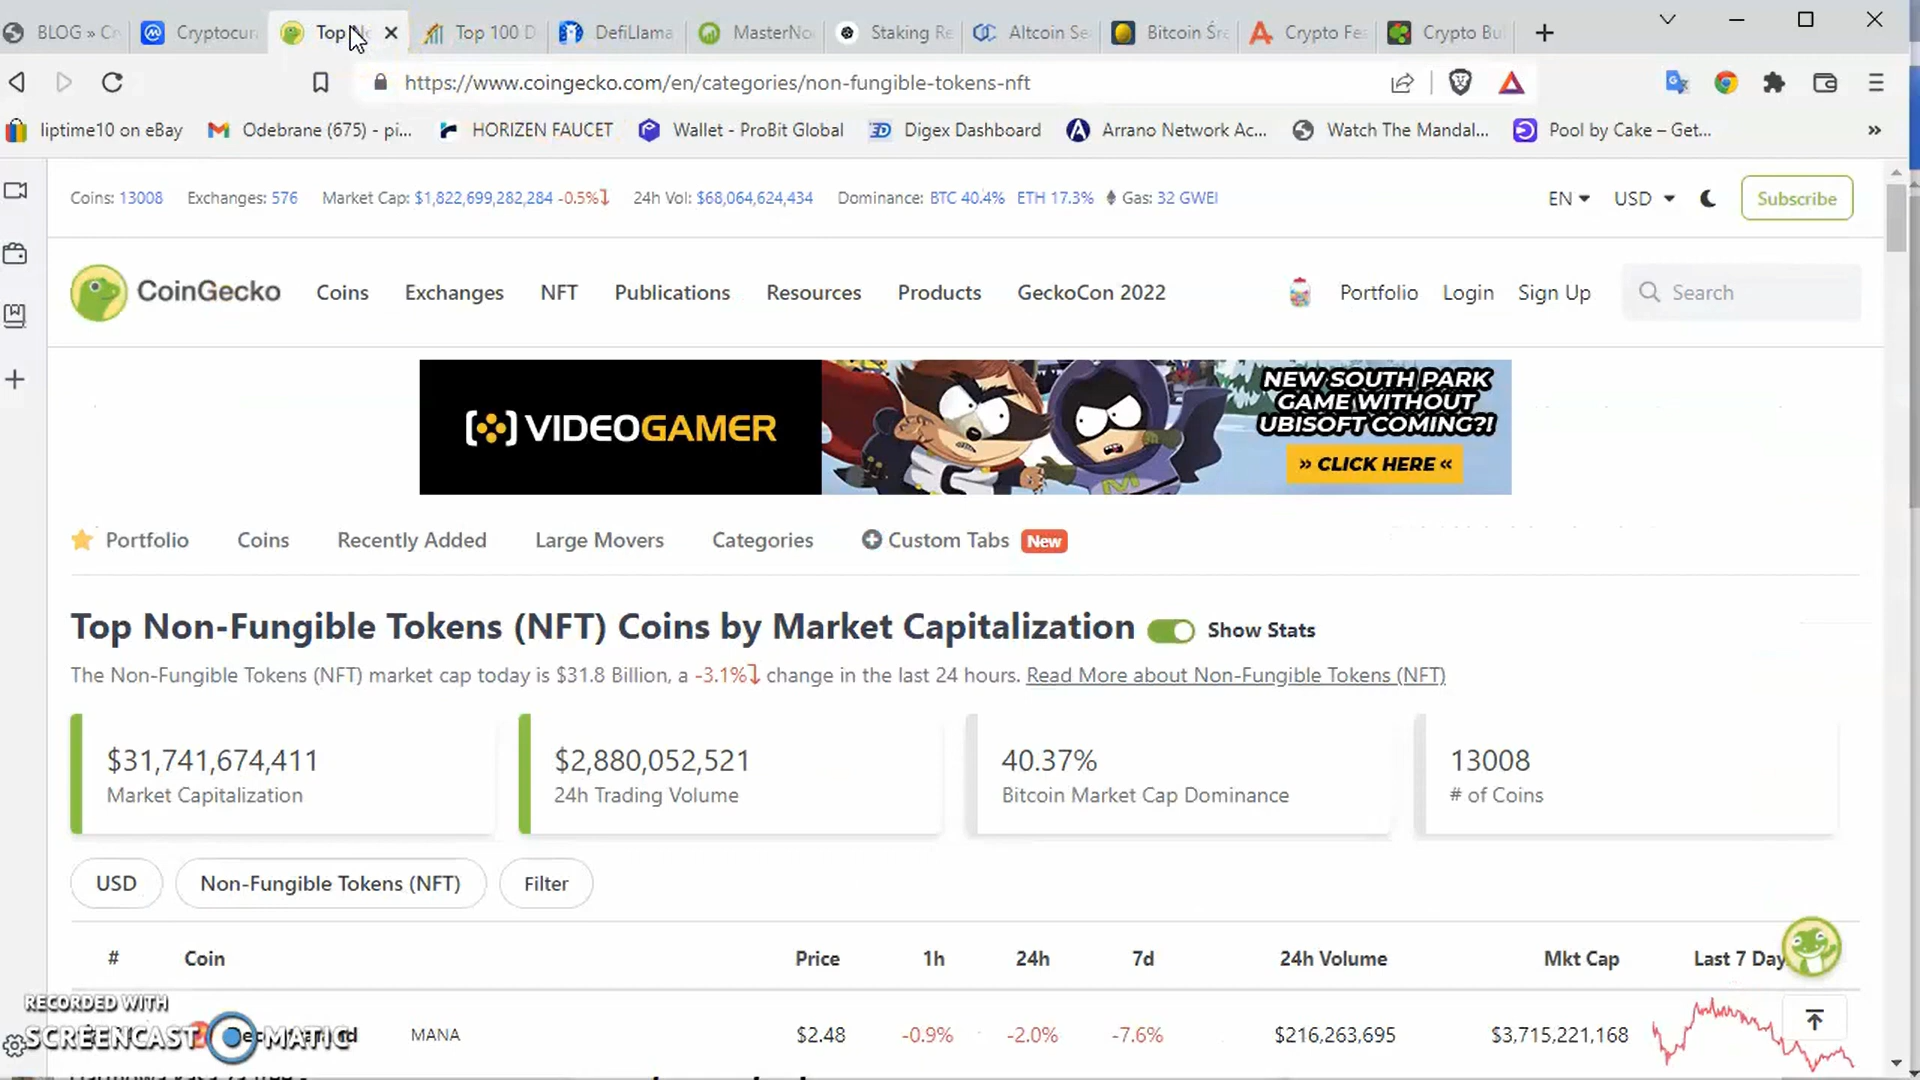 BLOG » Cr
Cryptocur
Top
Top 100 D
DefiLlama
MasterNo
Staking Re
Altcoin Se
Bitcoin Śre
Crypto Fe
Crypto Bu
https://www.coingecko.com/en/categories/non-fungible-tokens-nft
liptime10 on eBay
Odebrane (675) - pi...
HORIZEN FAUCET
Wallet - ProBit Global
Digex Dashboard
Arrano Network Ac...
Watch The Mandal...
Pool by Cake – Get...
»
Coins: 13008
Exchanges: 576
Market Cap: $1,822,699,282,284 -0.5%
24h Vol: $68,064,624,434
Dominance: BTC 40.4% ETH 17.3%
Gas: 32 GWEI
EN
USD
Subscribe
CoinGecko
Coins
Exchanges
NFT
Publications
Resources
Products
GeckoCon 2022
Portfolio
Login
Sign Up
Search
[ ] VIDEOGAMER
NEW SOUTH PARK
GAME WITHOUT
UBISOFT COMING?!
» CLICK HERE «
Portfolio
Coins
Recently Added
Large Movers
Categories
Custom Tabs
New
Top Non-Fungible Tokens (NFT) Coins by Market Capitalization
Show Stats
The Non-Fungible Tokens (NFT) market cap today is $31.8 Billion, a -3.1% change in the last 24 hours. Read More about Non-Fungible Tokens (NFT)
$31,741,674,411
Market Capitalization
$2,880,052,521
24h Trading Volume
40.37%
Bitcoin Market Cap Dominance
13008
# of Coins
USD
Non-Fungible Tokens (NFT)
Filter
#
Coin
Price
1h
24h
7d
24h Volume
Mkt Cap
Last 7 Day
MANA
$2.48
-0.9%
-2.0%
-7.6%
$216,263,695
$3,715,221,168
RECORDED WITH
SCREENCAST MATIC